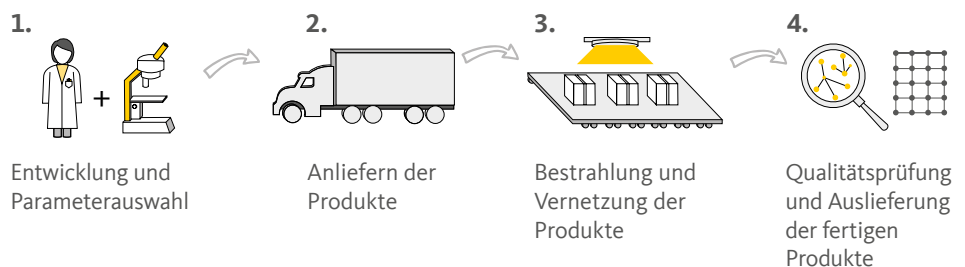 1.
2.
3.
4.
+
Entwicklung und
Parameterauswahl
Anliefern der
Produkte
Bestrahlung und
Vernetzung der
Produkte
Qualitätsprüfung
und Auslieferung
der fertigen
Produkte